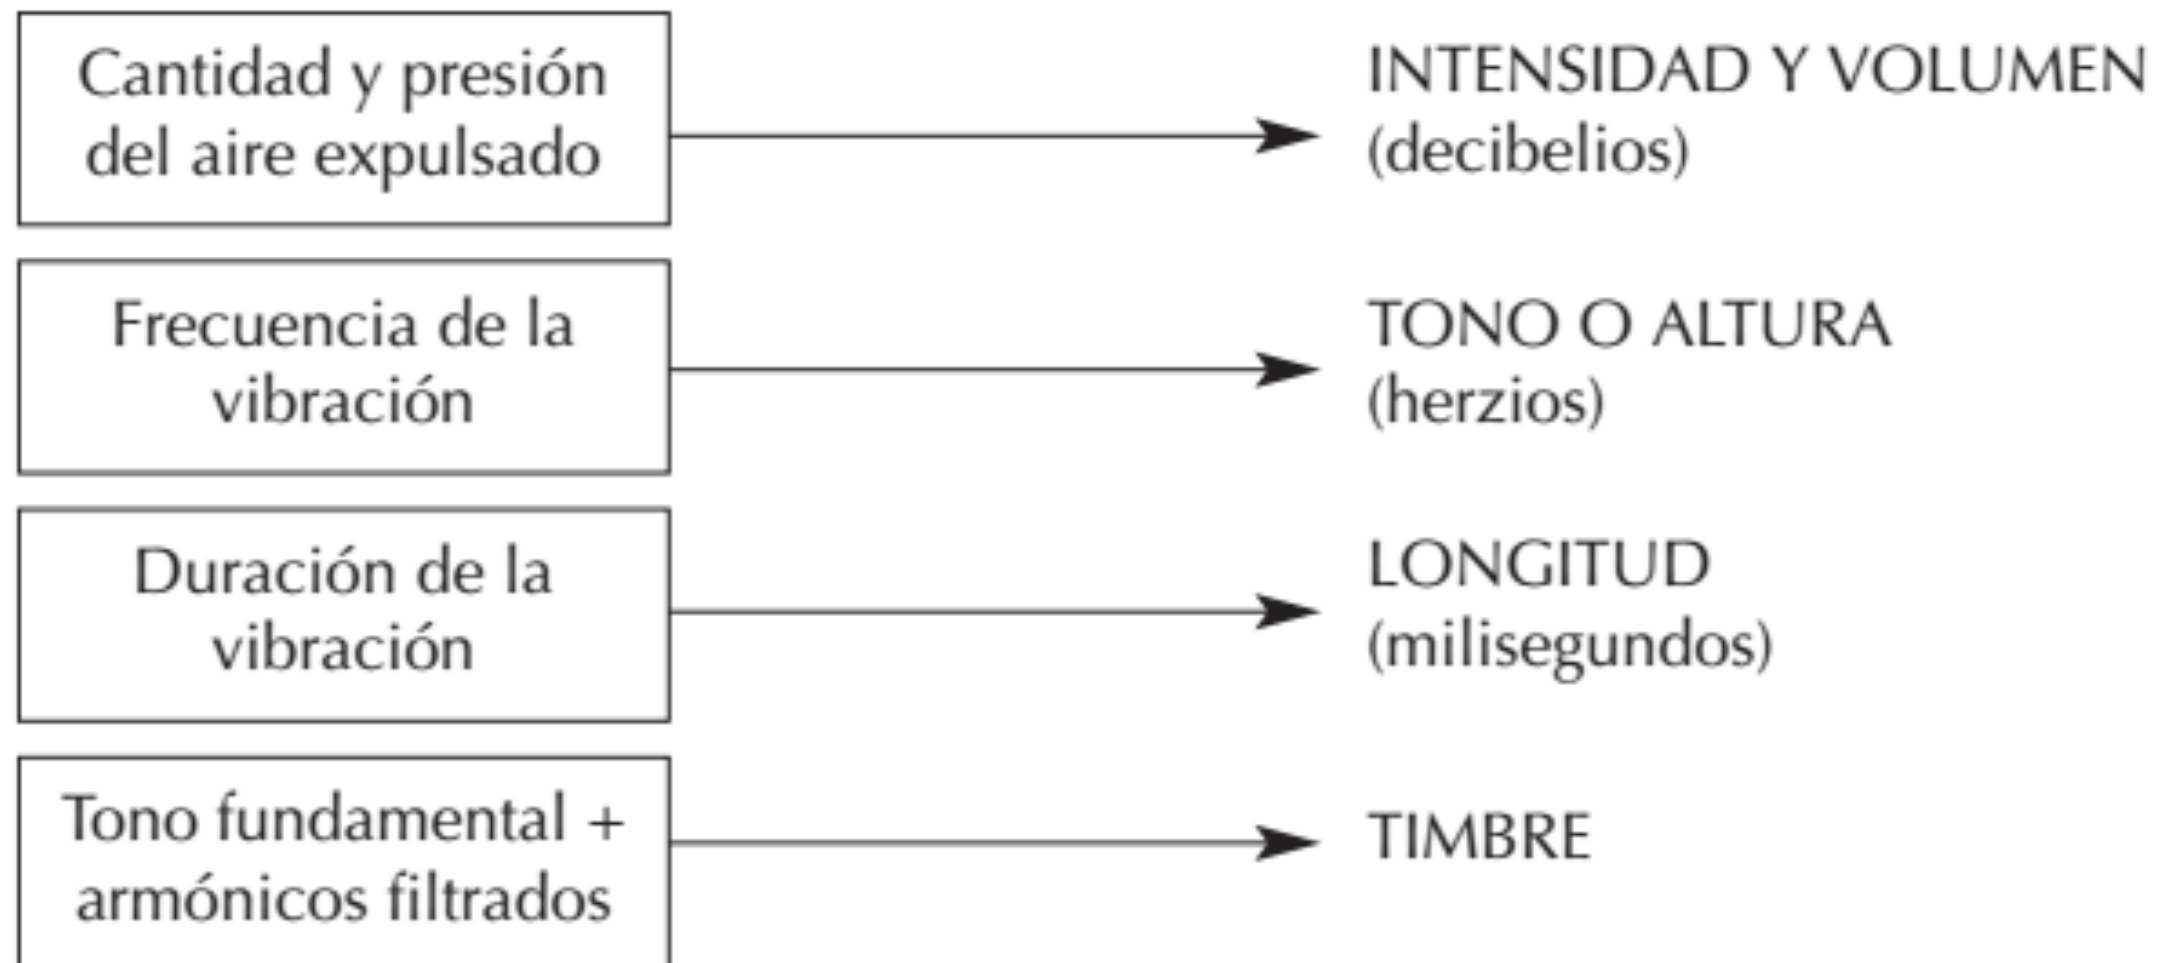 Cantidad y presión
del aire expulsado
INTENSIDAD Y VOLUMEN
(decibelios)
Frecuencia de la
vibración
TONO O ALTURA
(herzios)
Duración de la
vibración
LONGITUD
(milisegundos)
Tono fundamental +
armónicos filtrados
TIMBRE